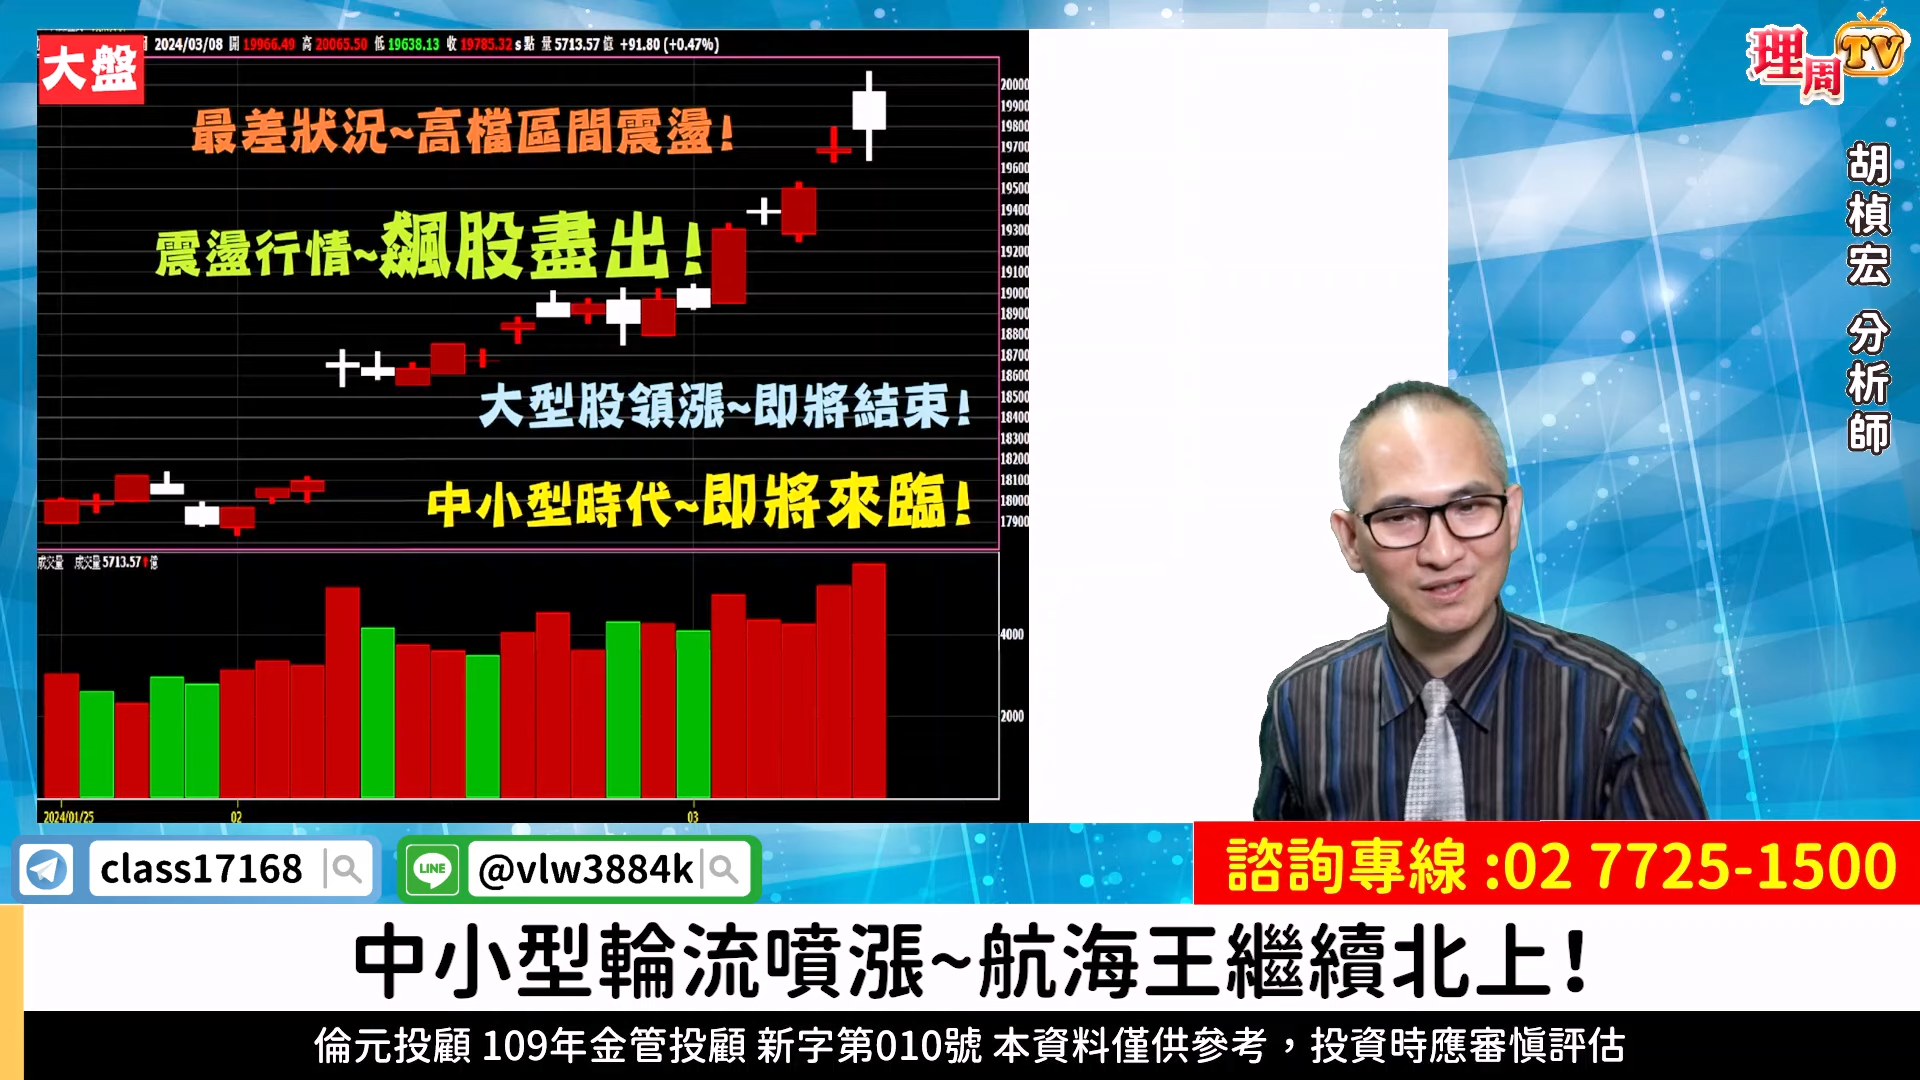 大盤
2024/03/08 開 19966.49 高 20065.50 低 19638.13 收 19785.32 s點 量 5713.57 億 +91.80 (+0.47%)
理周TV
胡楨宏 分析師
最差狀況~高檔區間震盪!
震盪行情~飆股盡出!
大型股領漲~即將結束!
中小型時代~即將來臨!
20000
19900
19800
19700
19600
19500
19400
19300
19200
19100
19000
18900
18800
18700
18600
18500
18400
18300
18200
18100
18000
17900
成交量 成交量 5713.57↑億
4000
2000
2024/01/25
02
03
class17168
LINE
@vlw3884k
諮詢專線 :02 7725-1500
中小型輪流噴漲~航海王繼續北上!
倫元投顧 109年金管投顧 新字第010號 本資料僅供參考，投資時應審慎評估